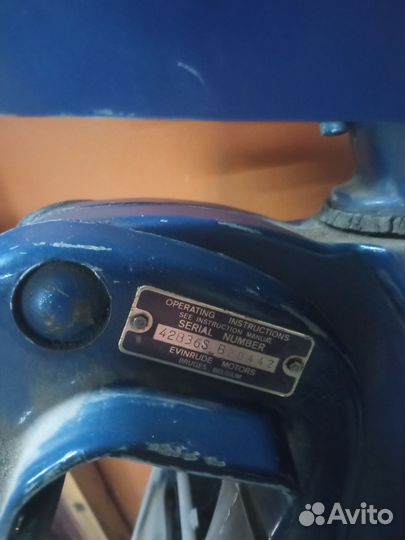 OPERATING INSTRUCTIONS
SEE INSTRUCTION MANUAL
SERIAL NUMBER
42B36S
EVINRUDE MOTORS
BRUGES BELGIUM
Avito